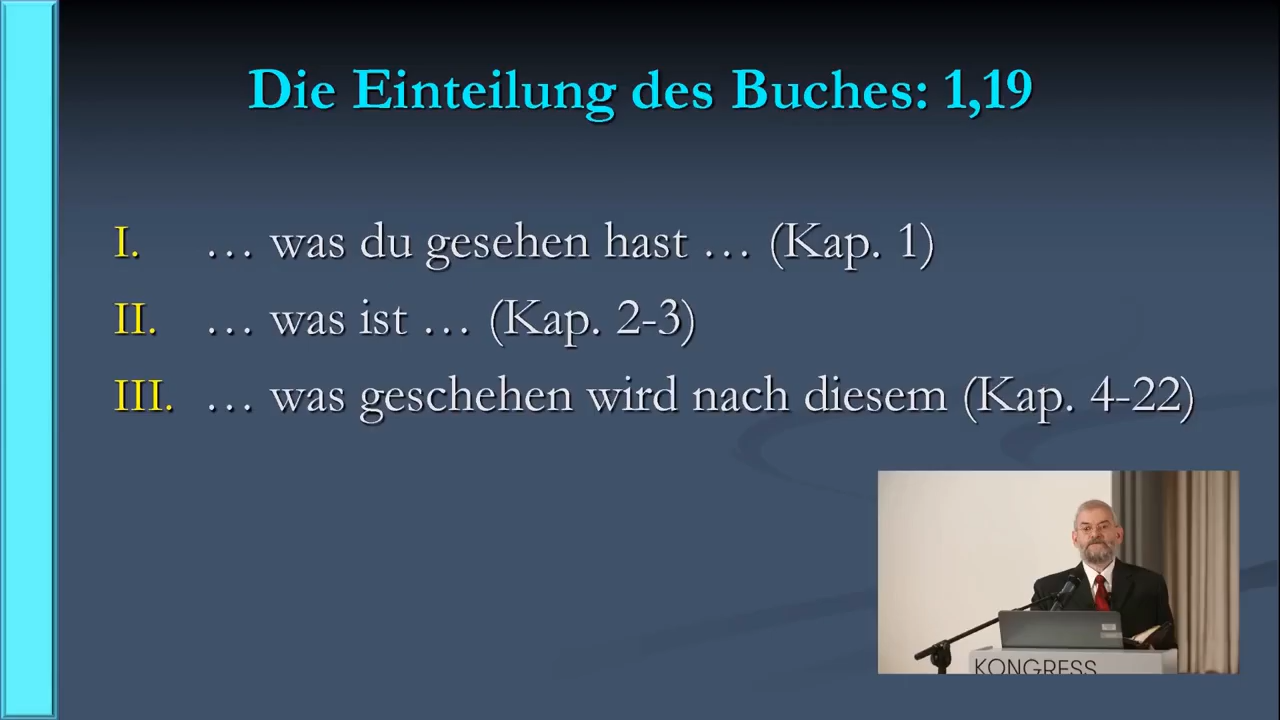 Die Einteilung des Buches: 1,19
I. … was du gesehen hast … (Kap. 1)
II. … was ist … (Kap. 2-3)
III. … was geschehen wird nach diesem (Kap. 4-22)
KONGRESS